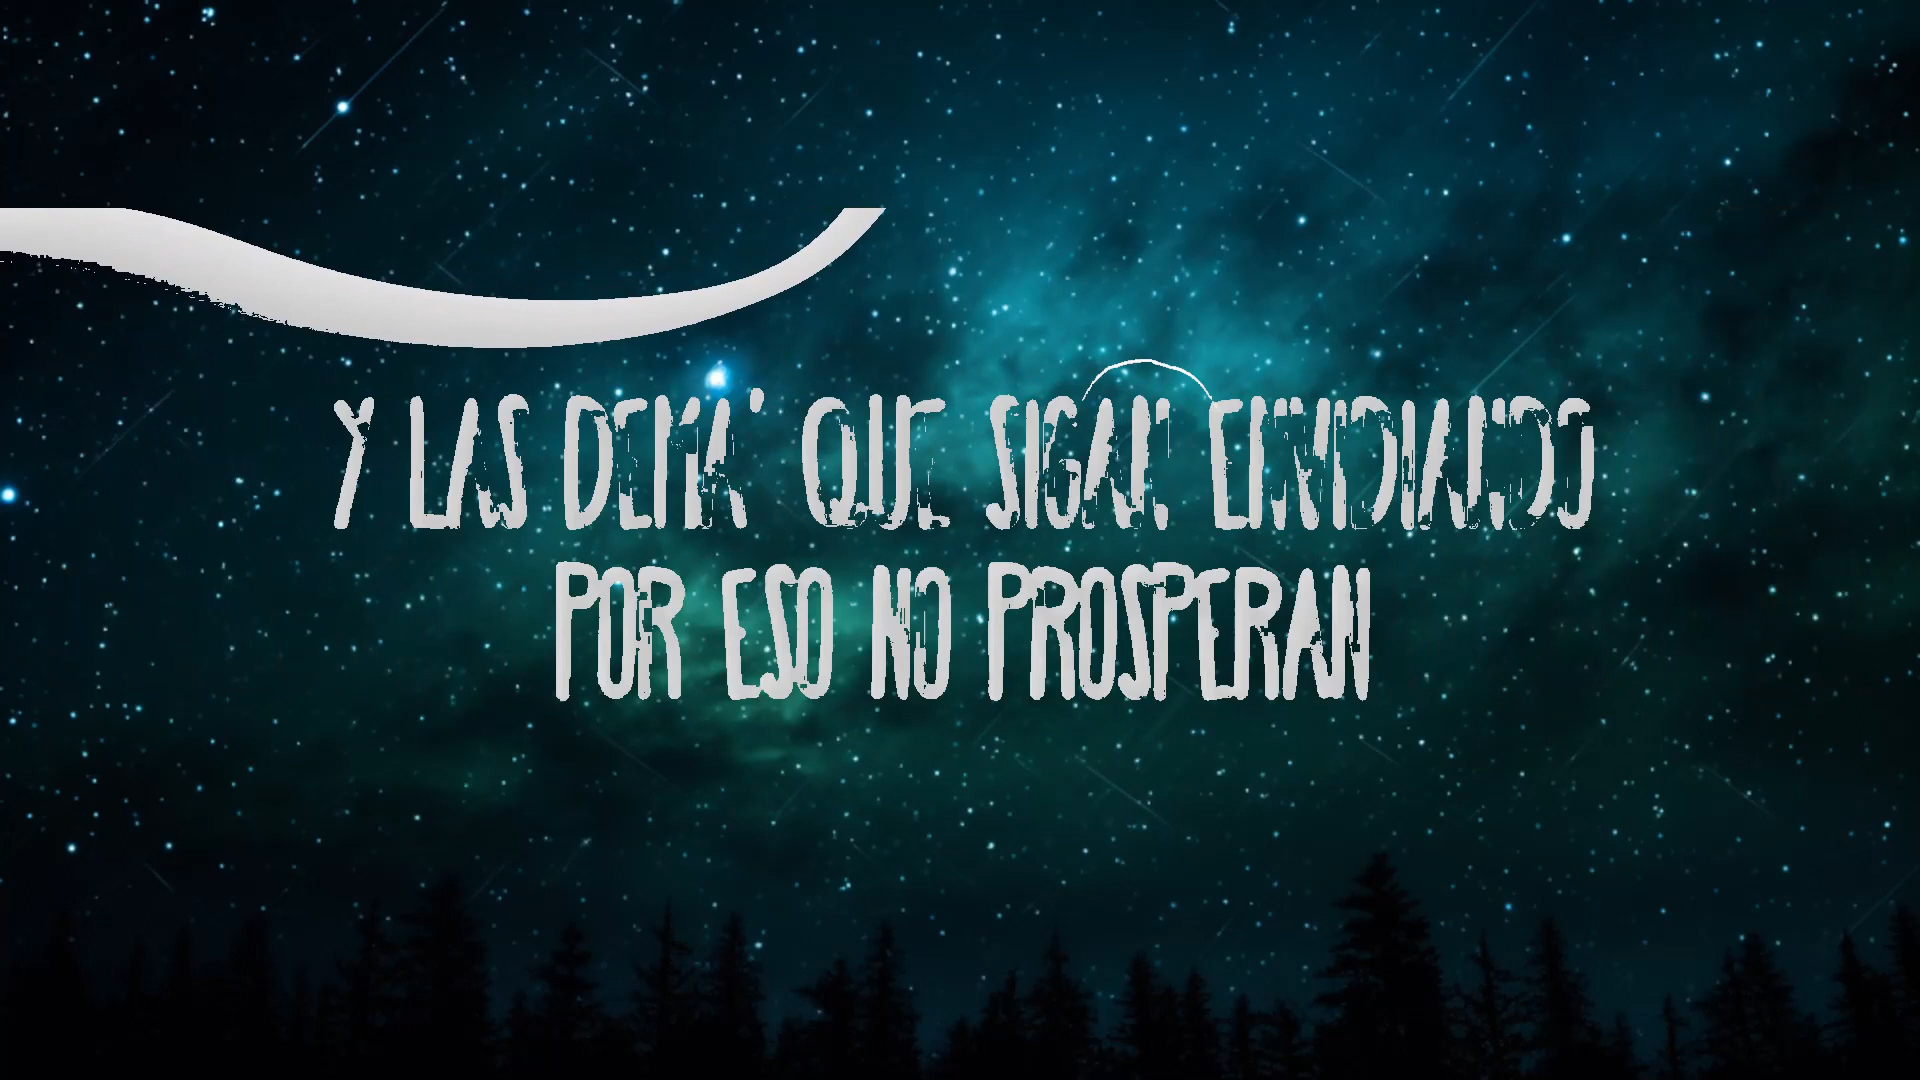 Y LAS DEMÁ' QUE SIGAN ENVIDIANDO
POR ESO NO PROSPERAN